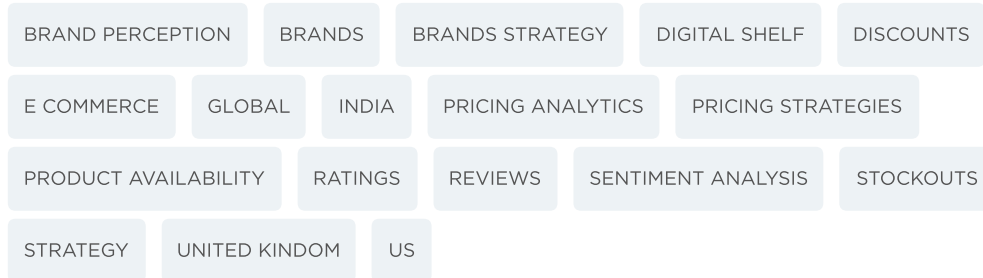 BRAND PERCEPTION BRANDS BRANDS STRATEGY DIGITAL SHELF DISCOUNTS
E COMMERCE GLOBAL INDIA PRICING ANALYTICS PRICING STRATEGIES
PRODUCT AVAILABILITY RATINGS REVIEWS SENTIMENT ANALYSIS STOCKOUTS
STRATEGY UNITED KINDOM US